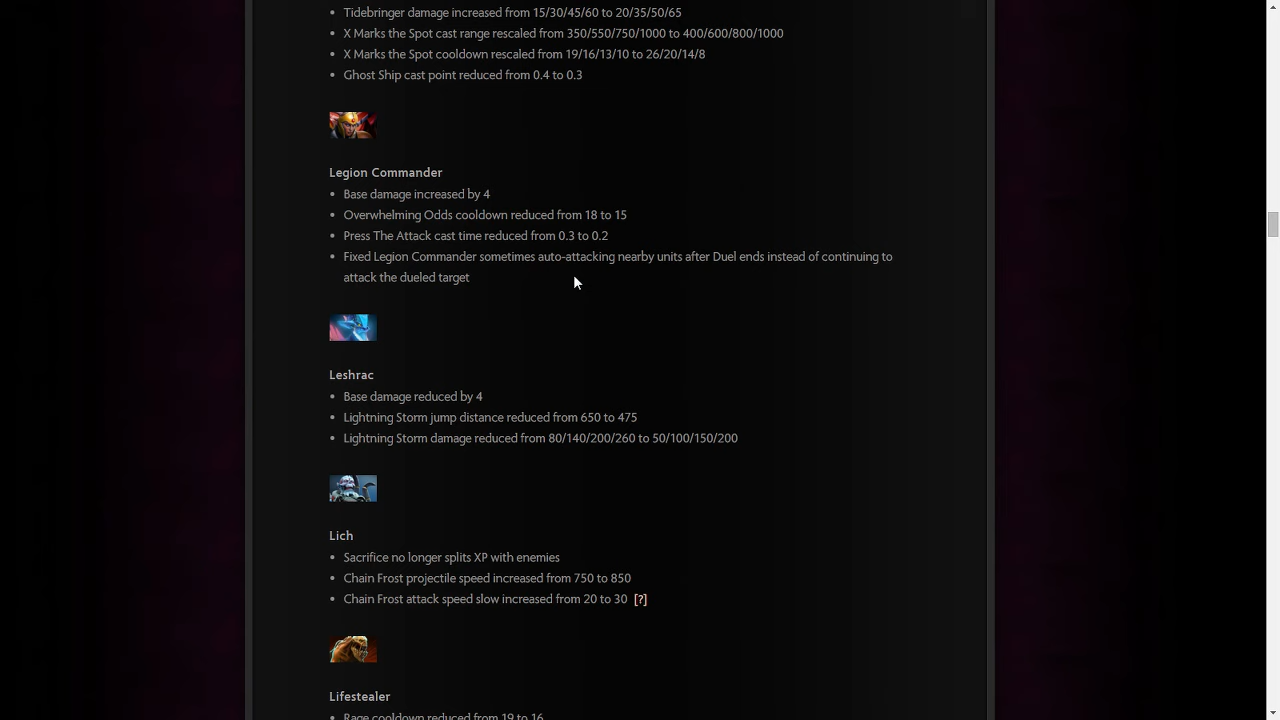 • Tidebringer damage increased from 15/30/45/60 to 20/35/50/65
• X Marks the Spot cast range rescaled from 350/550/750/1000 to 400/600/800/1000
• X Marks the Spot cooldown rescaled from 19/16/13/10 to 26/20/14/8
• Ghost Ship cast point reduced from 0.4 to 0.3
Legion Commander
• Base damage increased by 4
• Overwhelming Odds cooldown reduced from 18 to 15
• Press The Attack cast time reduced from 0.3 to 0.2
• Fixed Legion Commander sometimes auto-attacking nearby units after Duel ends instead of continuing to
attack the dueled target
Leshrac
• Base damage reduced by 4
• Lightning Storm jump distance reduced from 650 to 475
• Lightning Storm damage reduced from 80/140/200/260 to 50/100/150/200
Lich
• Sacrifice no longer splits XP with enemies
• Chain Frost projectile speed increased from 750 to 850
• Chain Frost attack speed slow increased from 20 to 30 [?]
Lifestealer
• Rage cooldown reduced from 19 to 16